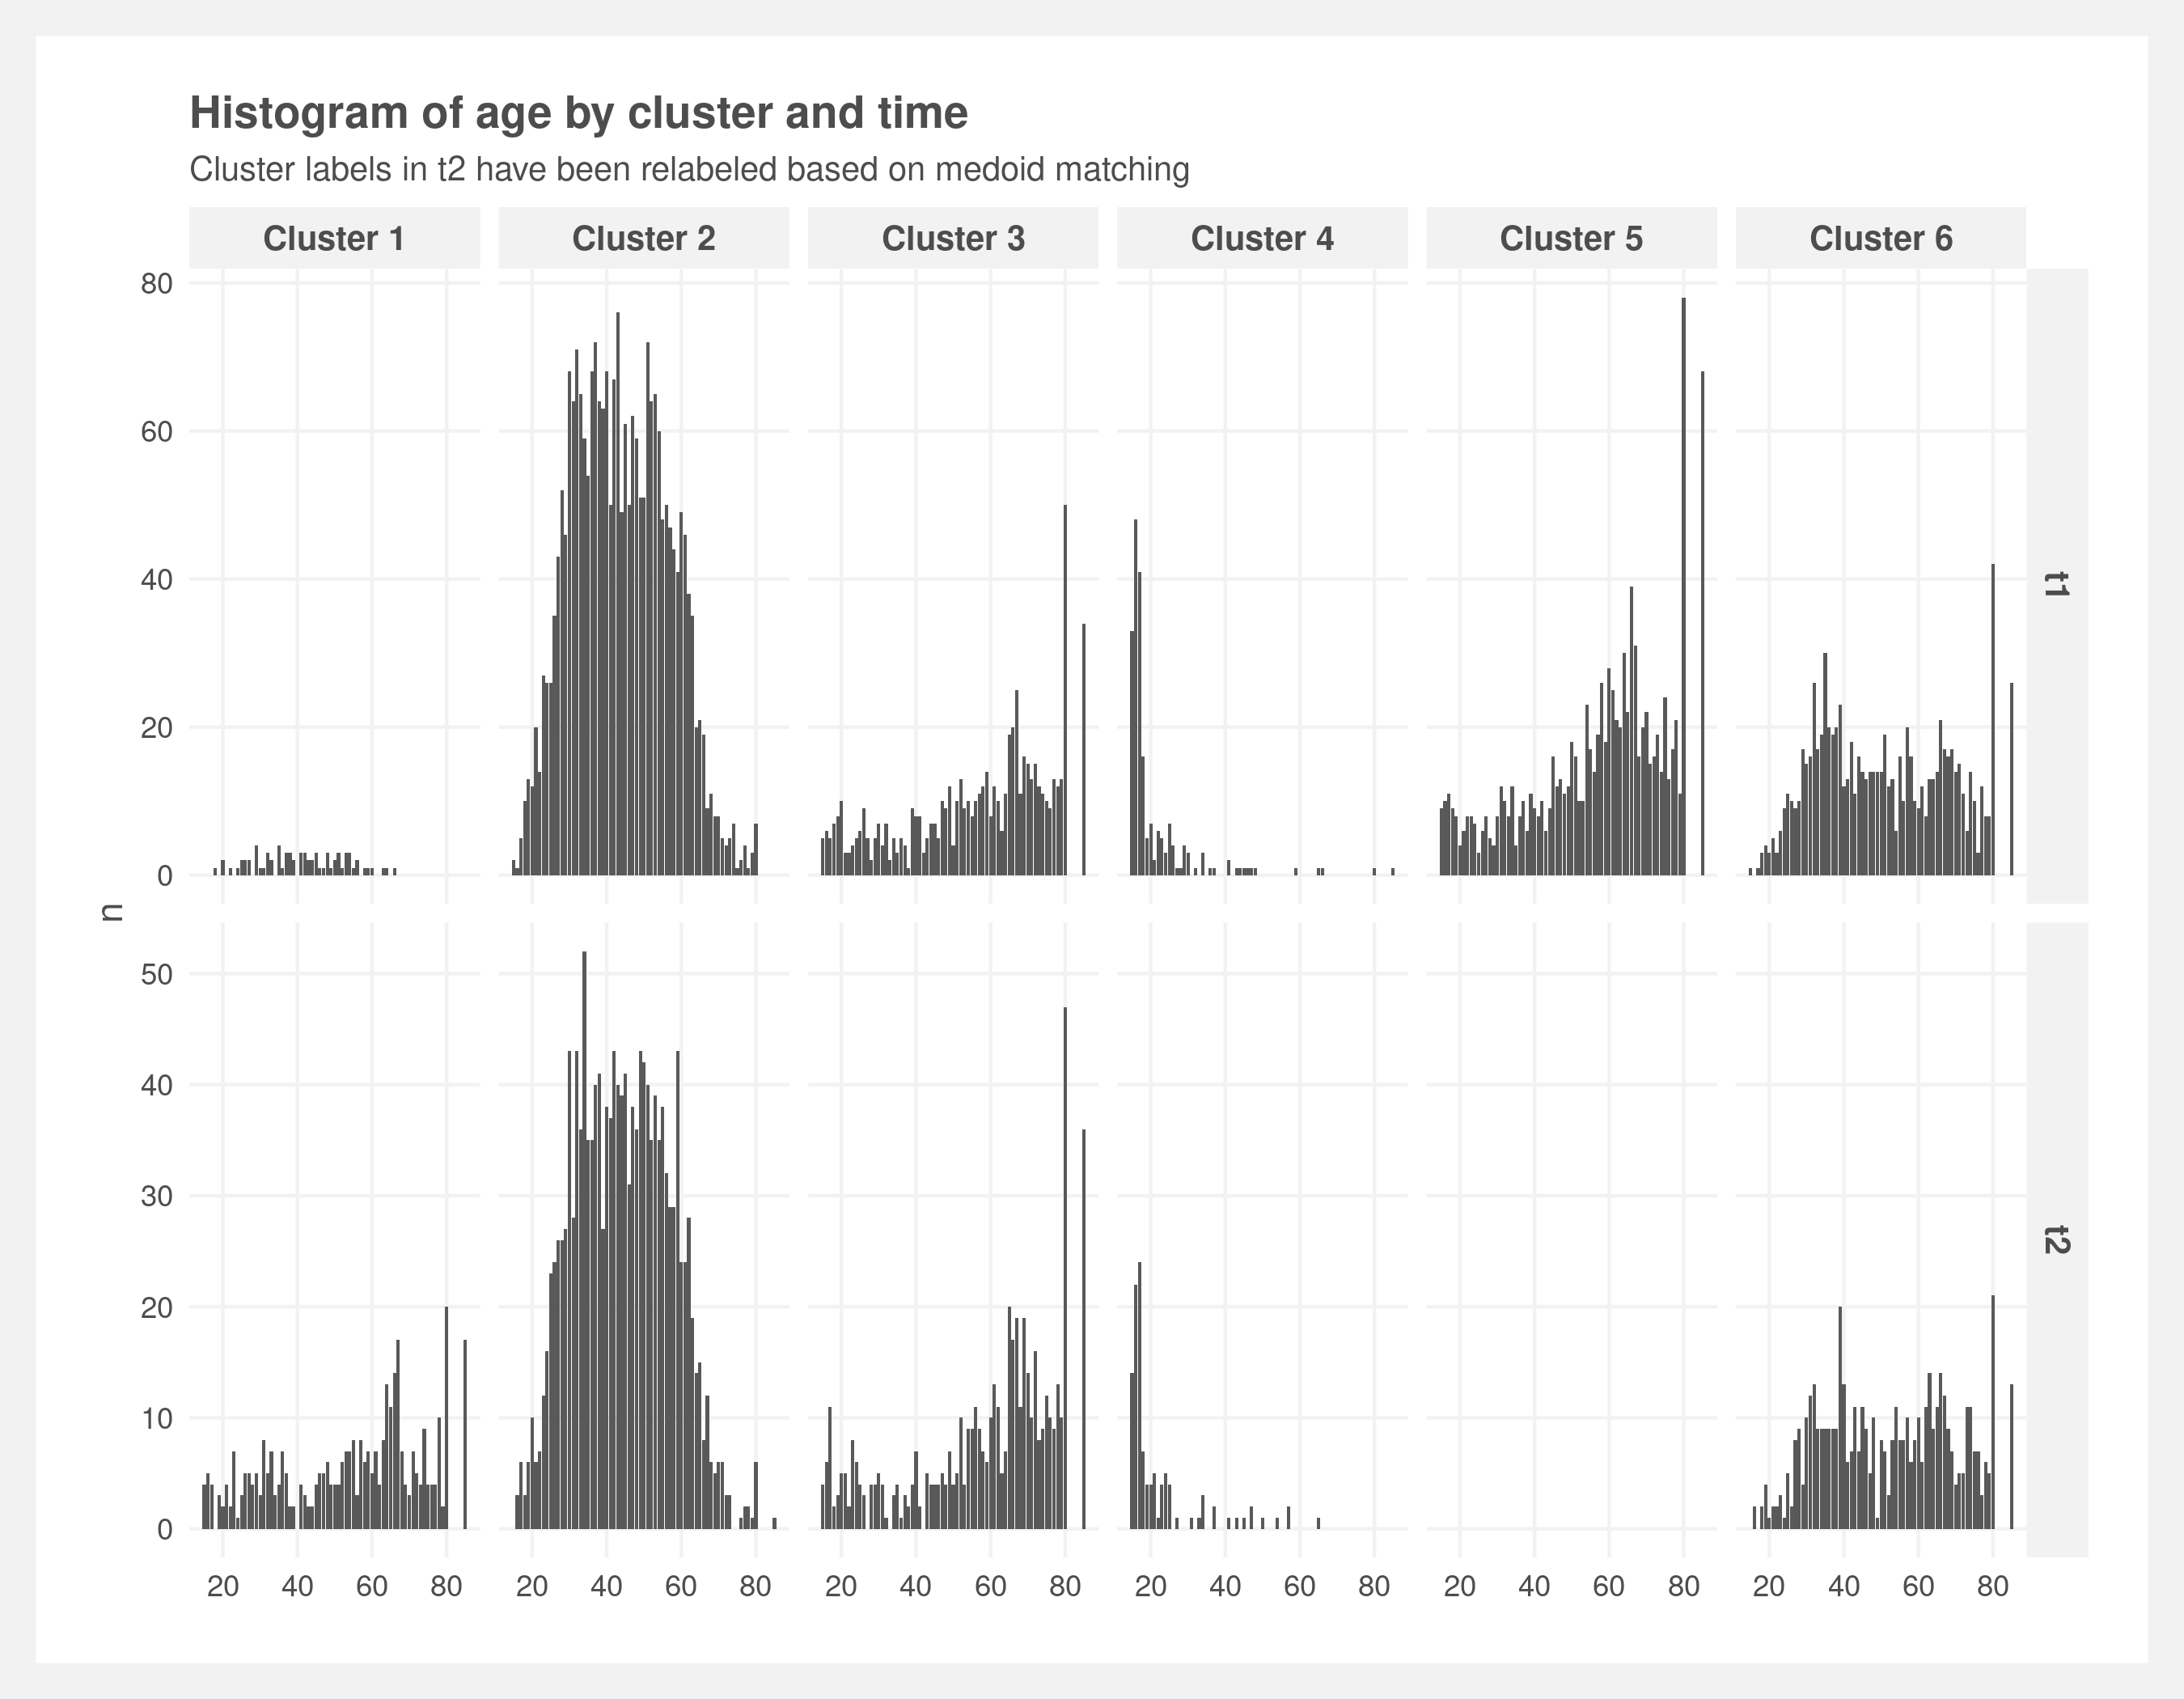 Histogram of age by cluster and time
Cluster labels in t2 have been relabeled based on medoid matching
Cluster 1 Cluster 2 Cluster 3 Cluster 4 Cluster 5 Cluster 6
80
60
40
20
0
t1
n
50
40
30
20
10
0
t2
20 40 60 80 20 40 60 80 20 40 60 80 20 40 60 80 20 40 60 80 20 40 60 80